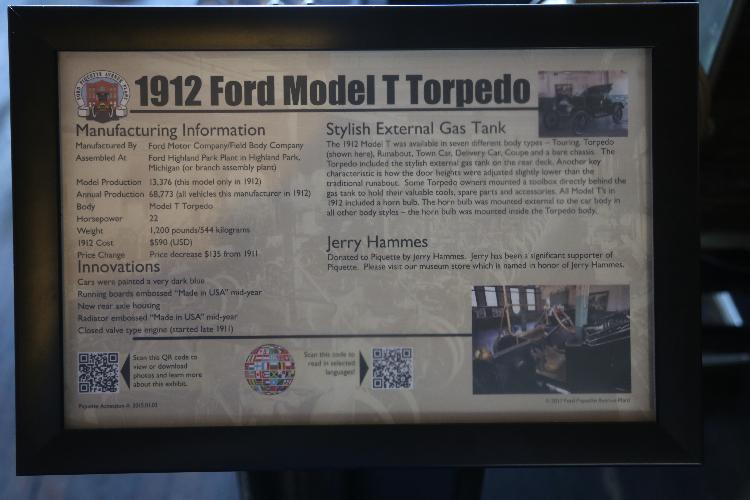 1912 Ford Model T Torpedo
Manufacturing Information
Manufactured By Ford Motor Company/Field Body Company
Assembled At Ford Highland Park Plant in Highland Park,
Michigan (or branch assembly plant)
Model Production 13,376 (this model only in 1912)
Annual Production 68,773 (all vehicles this manufacturer in 1912)
Body Model T Torpedo
Horsepower 22
Weight 1,200 pounds/544 kilograms
1912 Cost $590 (USD)
Price Change Price decrease $135 from 1911
Innovations
Cars were painted a very dark blue
Running boards embossed "Made in USA" mid-year
New rear axle housing
Radiator embossed "Made in USA" mid-year
Closed valve type engine (started late 1911)
Stylish External Gas Tank
The 1912 Model T was available in seven different body types – Touring, Torpedo
(shown here), Runabout, Town Car, Delivery Car, Coupe and a bare chassis. The
Torpedo included the stylish external gas tank on the rear deck. Another key
characteristic is how the door heights were adjusted slightly lower than the
traditional runabout. Some Torpedo owners mounted a toolbox directly behind the
gas tank to hold their valuable tools, spare parts and accessories. All Model T's in
1912 included a horn bulb. The horn bulb was mounted external to the car body in
all other body styles – the horn bulb was mounted inside the Torpedo body.
Jerry Hammes
Donated to Piquette by Jerry Hammes. Jerry has been a significant supporter of
Piquette. Please visit our museum store which is named in honor of Jerry Hammes.
Scan this QR code to
view or download
photos and learn more
about this exhibit.
Scan this code to
read in selected
languages!
Piquette Accession #: 2015.01.03
© 2017 Ford Piquette Avenue Plant